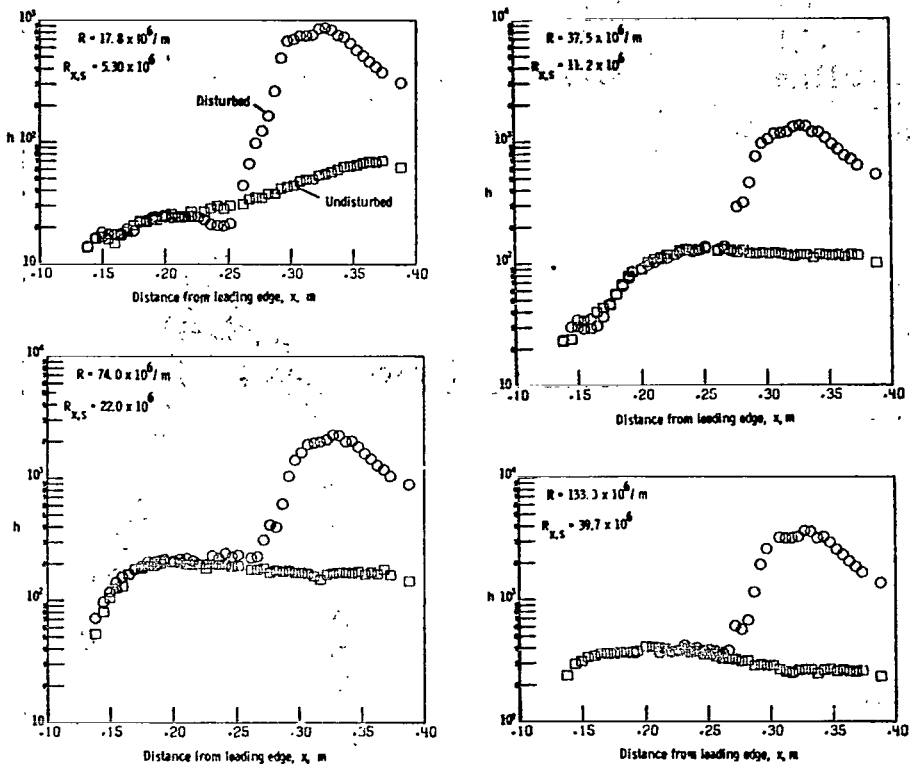 10³
R = 17.8 x 10⁶/m
R_x,s = 5.30 x 10⁶
Disturbed
h
10²
Undisturbed
10
.10 .15 .20 .25 .30 .35 .40
Distance from leading edge, x, m
10⁴
R = 37.5 x 10⁶/m
R_x,s = 11.2 x 10⁶
10³
h
10²
10
.10 .15 .20 .25 .30 .35 .40
Distance from leading edge, x, m
10⁴
R = 74.0 x 10⁶/m
R_x,s = 22.0 x 10⁶
10³
h
10²
10
.10 .15 .20 .25 .30 .35 .40
Distance from leading edge, x, m
10⁴
x 10⁶/m
R_x,s = 39.7 x 10⁶
h
.10 .15 .20 .25 .30 .35 .40
Distance from leading edge, x, m